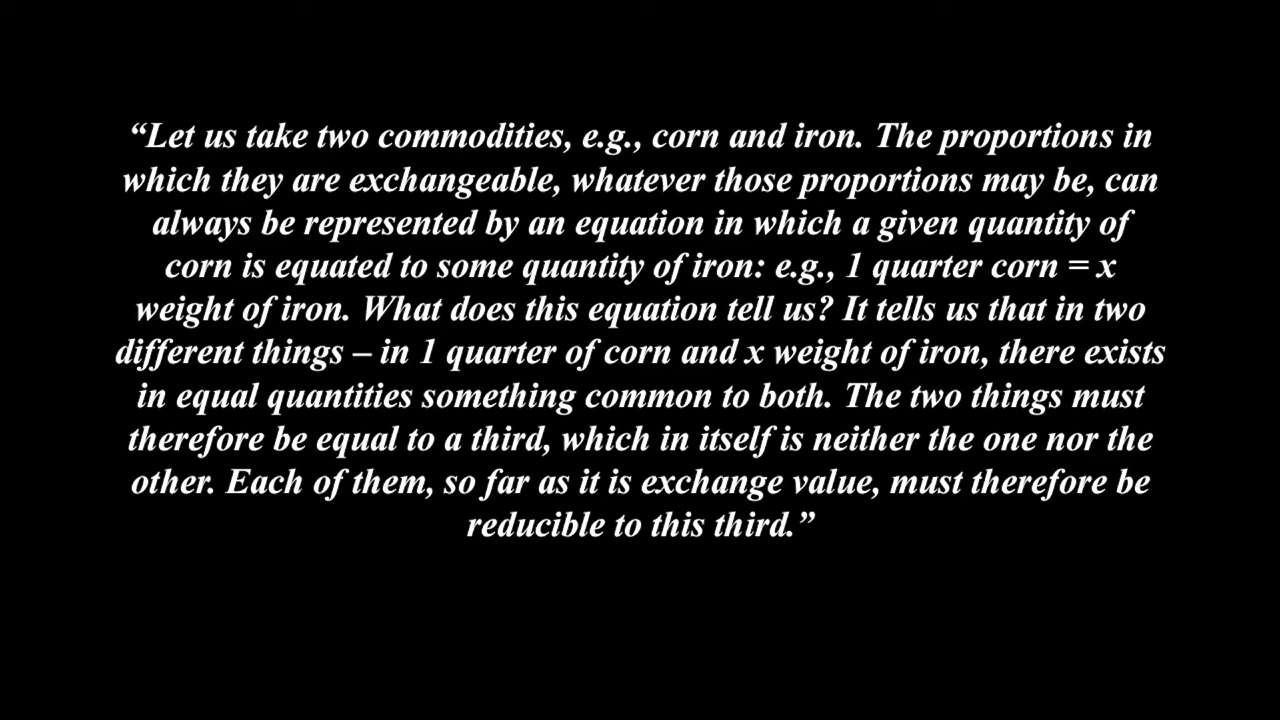 “Let us take two commodities, e.g., corn and iron. The proportions in
which they are exchangeable, whatever those proportions may be, can
always be represented by an equation in which a given quantity of
corn is equated to some quantity of iron: e.g., 1 quarter corn = x
weight of iron. What does this equation tell us? It tells us that in two
different things – in 1 quarter of corn and x weight of iron, there exists
in equal quantities something common to both. The two things must
therefore be equal to a third, which in itself is neither the one nor the
other. Each of them, so far as it is exchange value, must therefore be
reducible to this third.”